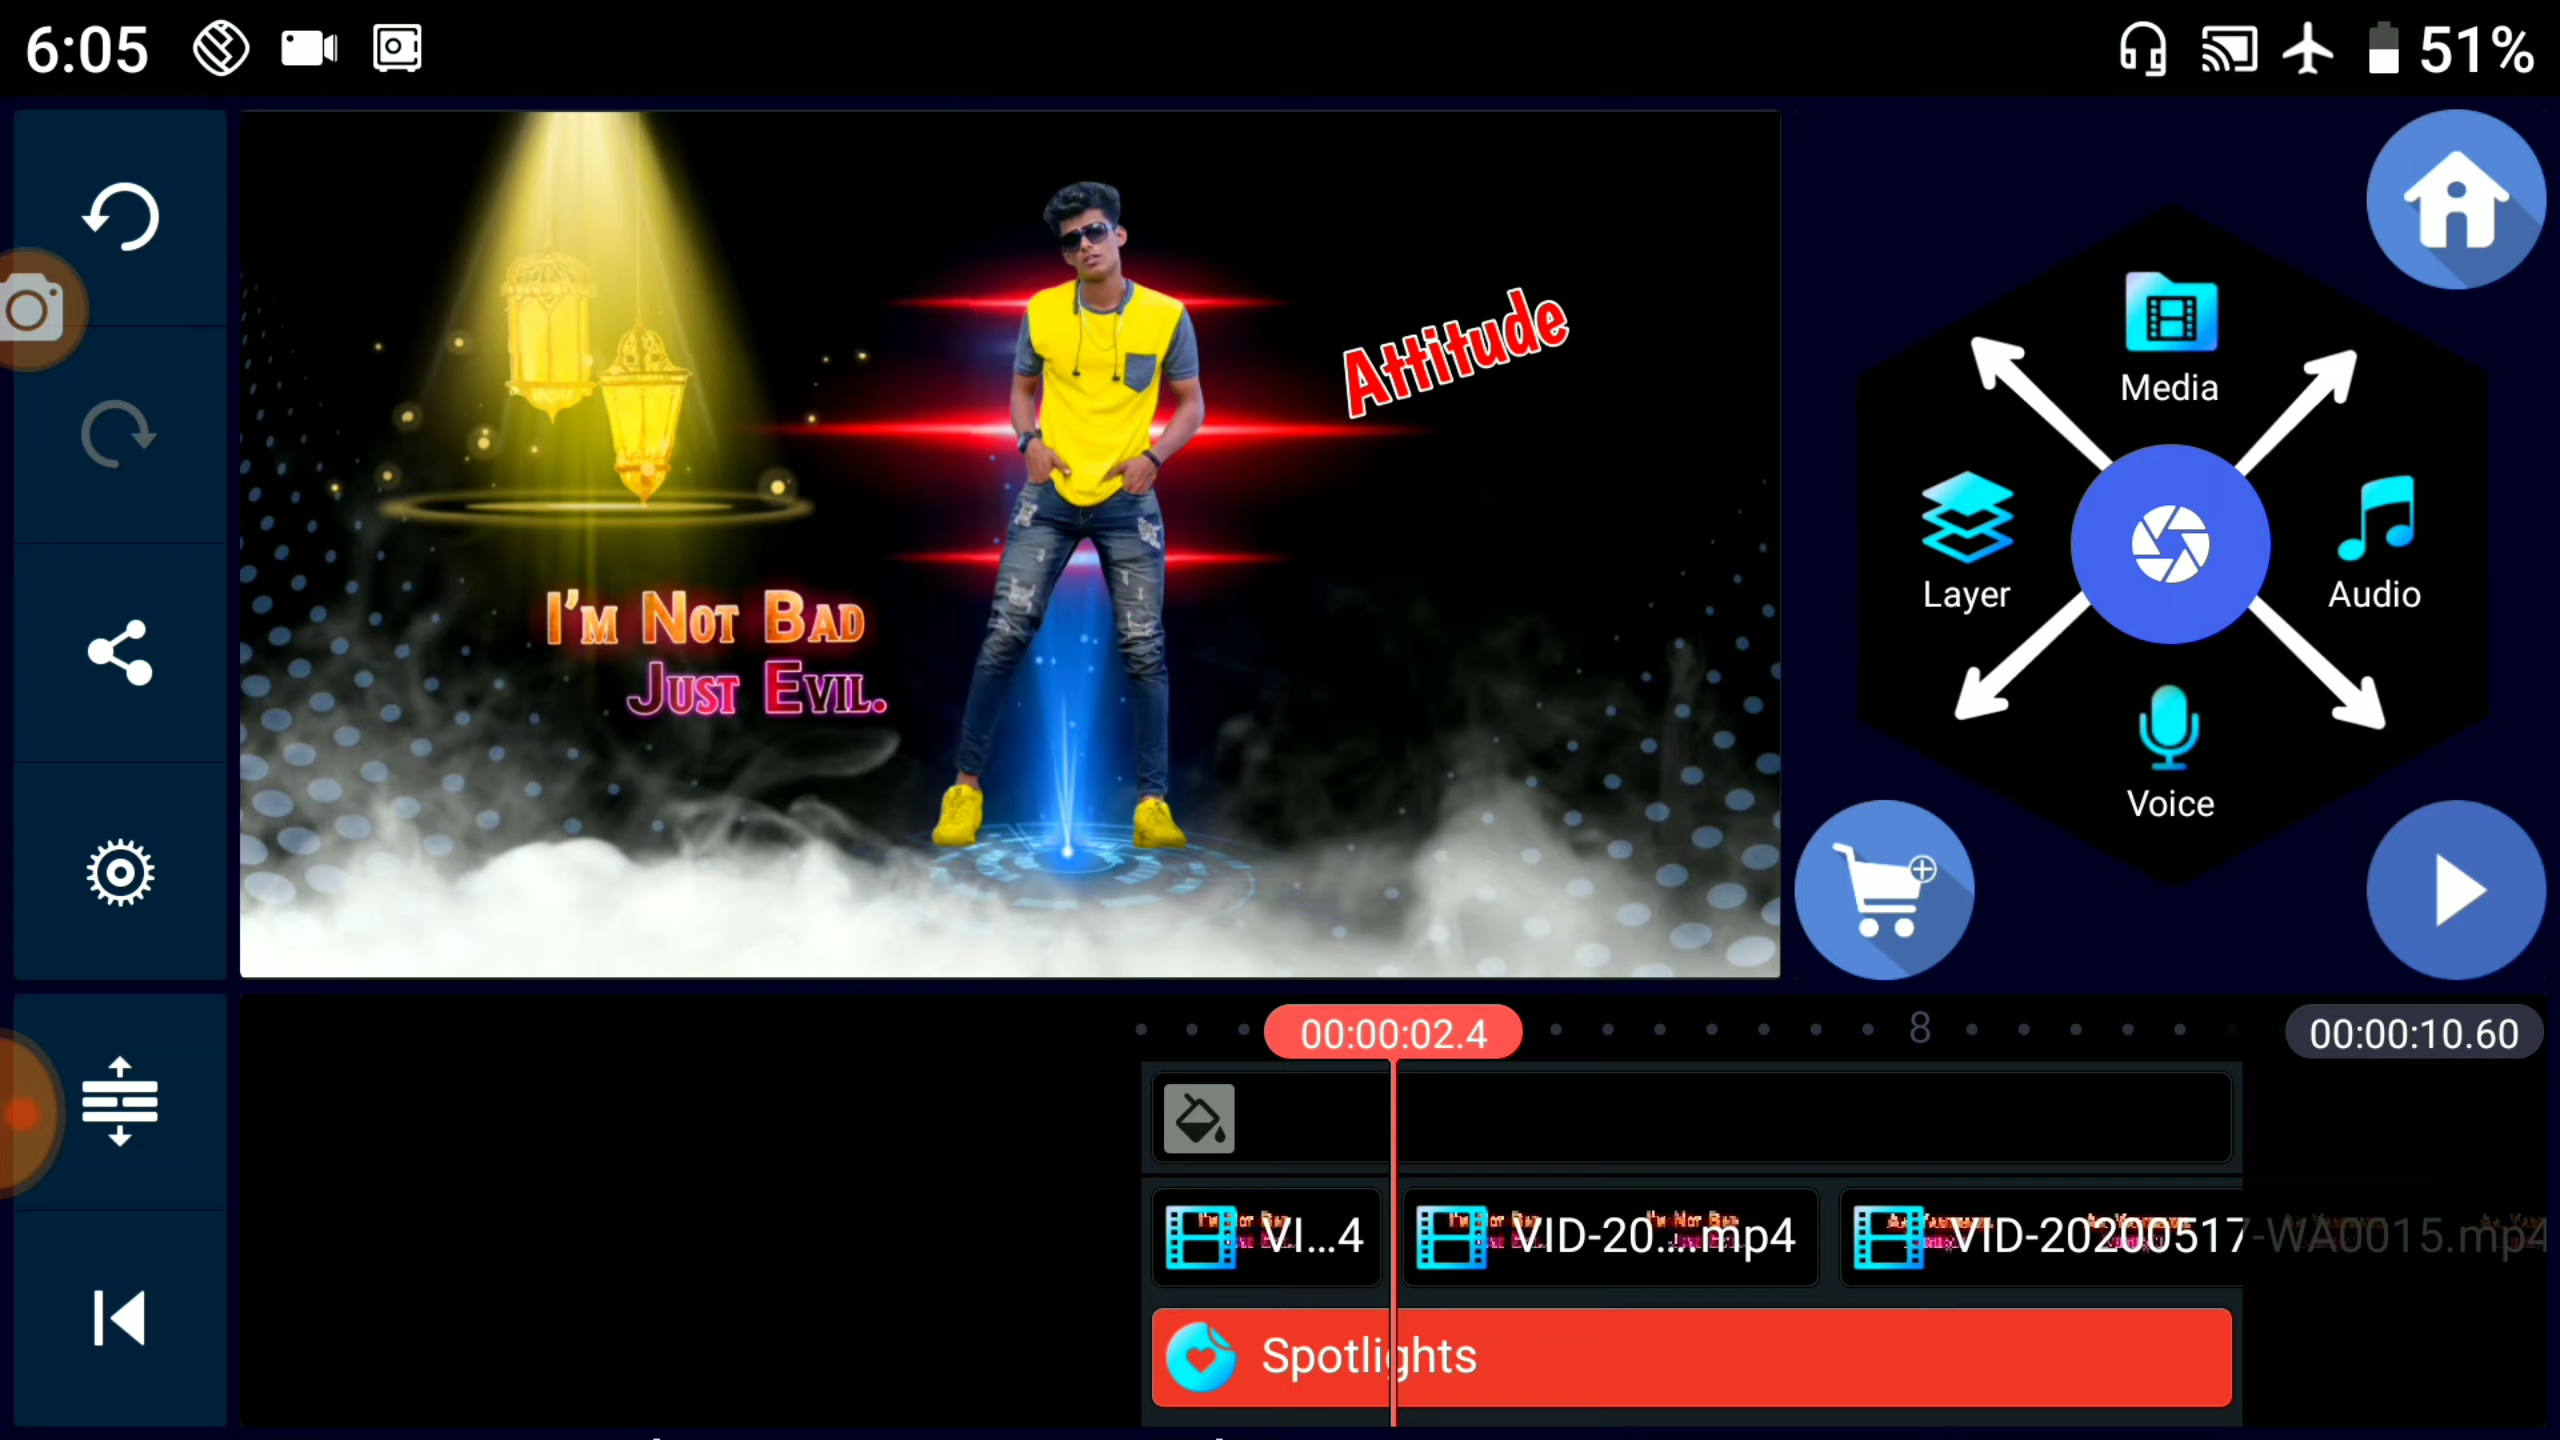 6:05
51%
Attitude
I'm Not Bad
Just Evil.
Media
Layer
Audio
Voice
00:00:02.4
8
00:00:10.60
VI...4
VID-20....mp4
VID-20200517-WA0015.mp4
Spotlights